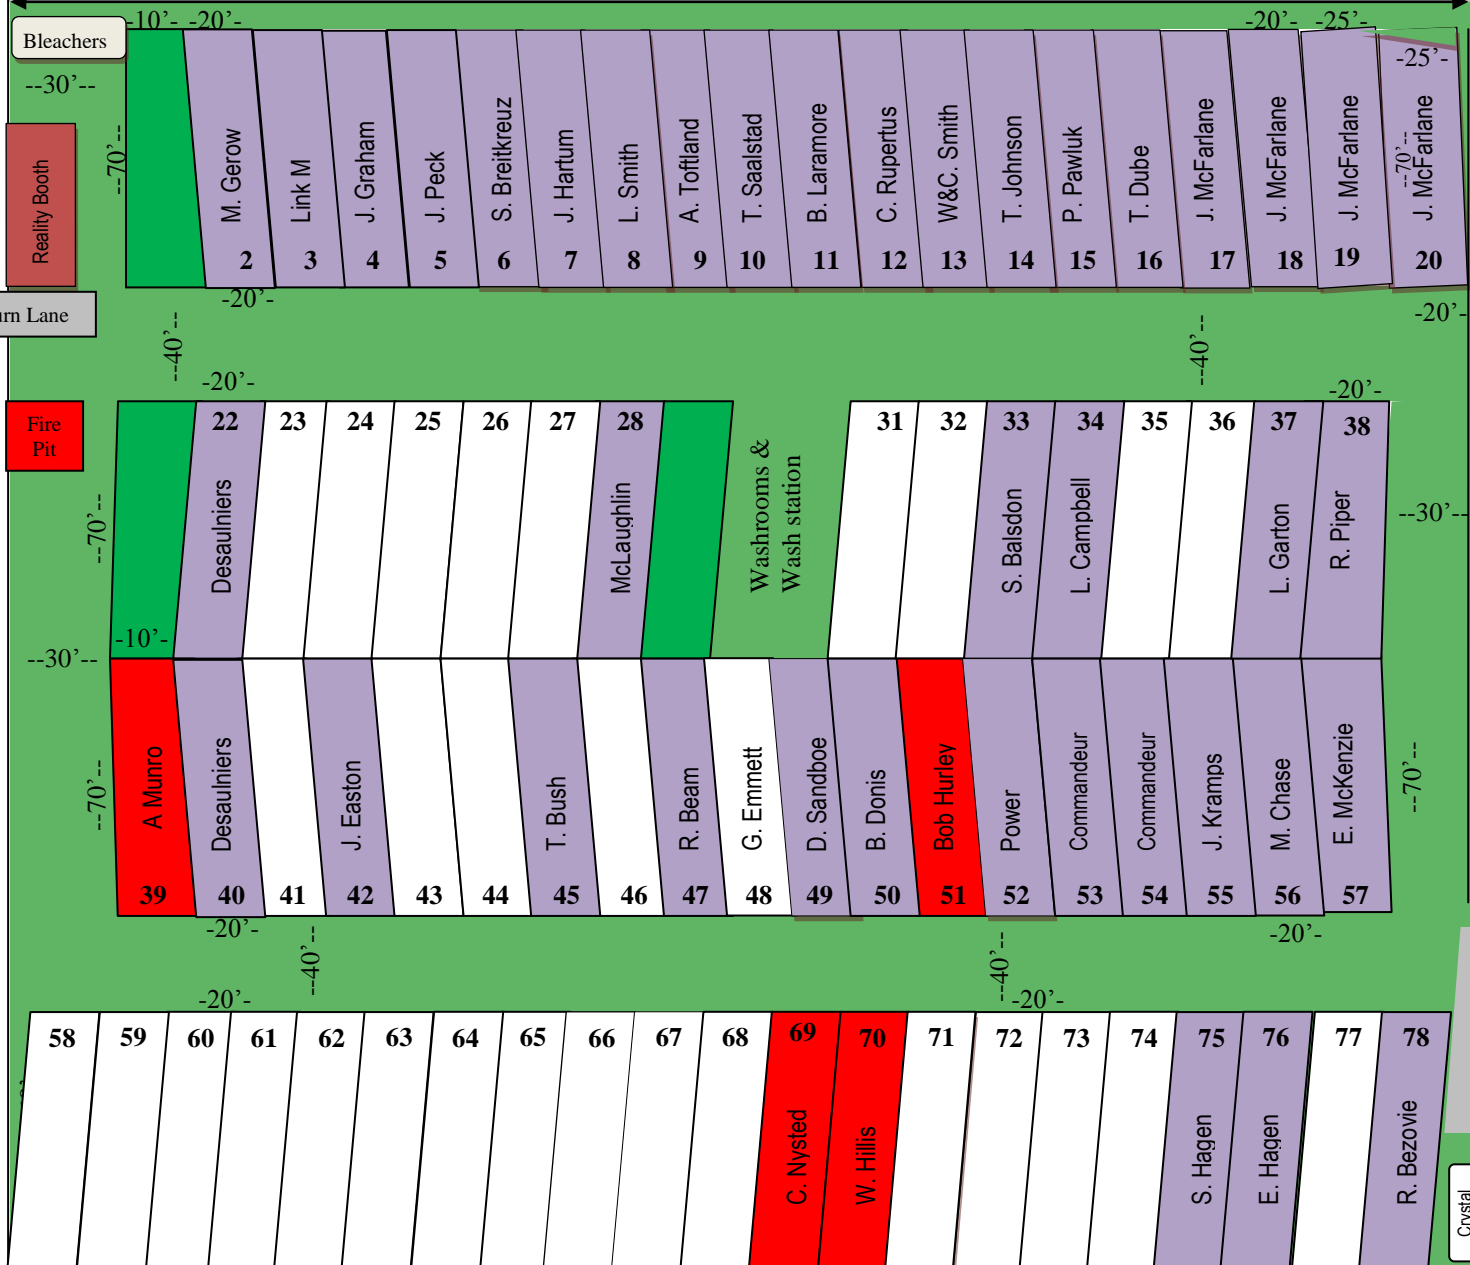 -10’- -20’-
-20’- -25’-
Bleachers
-25’-
--30’--
--70’--
--70’--
Reality Booth
M. Gerow
Link M
J. Graham
J. Peck
S. Breitkreuz
J. Hartum
L. Smith
A. Toftland
T. Saalstad
B. Laramore
C. Rupertus
W&C. Smith
T. Johnson
P. Pawluk
T. Dube
J. McFarlane
J. McFarlane
J. McFarlane
J. McFarlane
2 3 4 5 6 7 8 9 10 11 12 13 14 15 16 17 18 19 20
-20’-
-20’-
urn Lane
--40’--
--40’--
-20’-
-20’-
Fire
Pit
22 23 24 25 26 27 28 31 32 33 34 35 36 37 38
Desaulniers
McLaughlin
Washrooms &
Wash station
S. Balsdon
L. Campbell
L. Garton
R. Piper
--70’--
--30’--
-10’-
--30’--
A Munro
Desaulniers
J. Easton
T. Bush
R. Beam
G. Emmett
D. Sandboe
B. Donis
Bob Hurley
Power
Commandeur
Commandeur
J. Kramps
M. Chase
E. McKenzie
--70’--
--70’--
39 40 41 42 43 44 45 46 47 48 49 50 51 52 53 54 55 56 57
-20’-
-20’-
--40’--
--40’--
-20’-
-20’-
58 59 60 61 62 63 64 65 66 67 68 69 70 71 72 73 74 75 76 77 78
C. Nysted
W. Hillis
S. Hagen
E. Hagen
R. Bezovie
Crystal